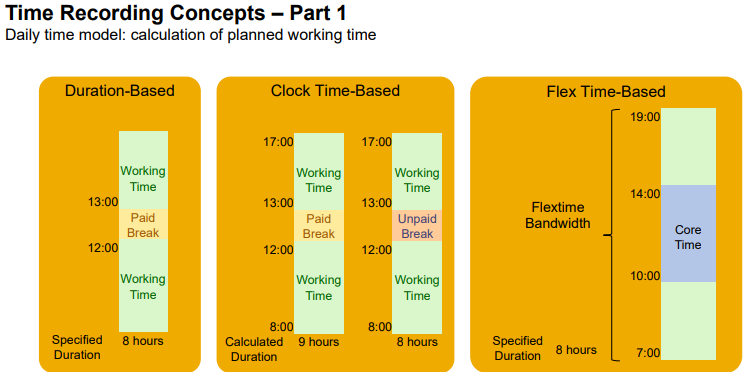 Time Recording Concepts – Part 1
Daily time model: calculation of planned working time
Duration-Based
Working
Time
13:00
Paid
Break
12:00
Working
Time
Specified
Duration
8 hours
Clock Time-Based
17:00
Working
Time
13:00
Paid
Break
12:00
Working
Time
8:00
Calculated
Duration
9 hours
17:00
Working
Time
13:00
Unpaid
Break
12:00
Working
Time
8:00
8 hours
Flex Time-Based
19:00
14:00
Flextime
Bandwidth
Core
Time
10:00
7:00
Specified
Duration
8 hours